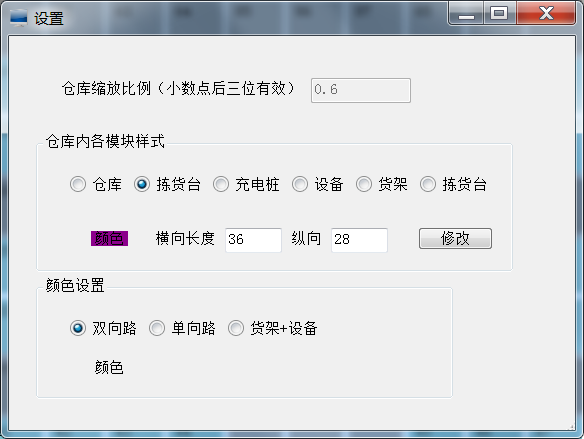 设置
仓库缩放比例（小数点后三位有效） 0.6
仓库内各模块样式
仓库 拣货台 充电桩 设备 货架 拣货台
颜色 横向长度 36 纵向 28 修改
颜色设置
双向路 单向路 货架+设备
颜色